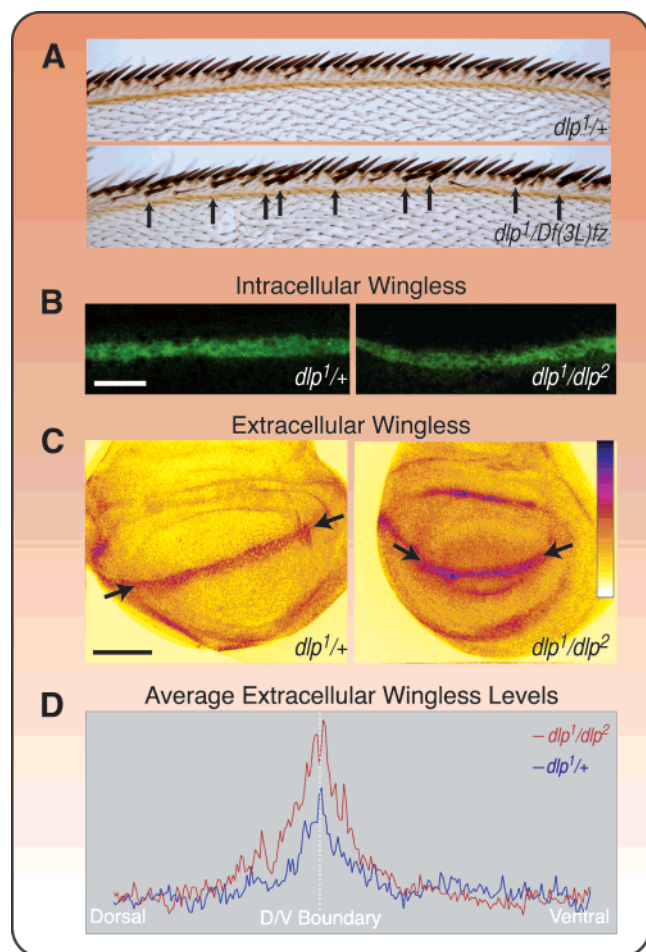 A
dlp1/+
dlp1/Df(3L)fz
Intracellular Wingless
B
dlp1/+
dlp1/dlp2
Extracellular Wingless
C
dlp1/+
dlp1/dlp2
Average Extracellular Wingless Levels
D
— dlp1/dlp2
— dlp1/+
Dorsal
D/V Boundary
Ventral